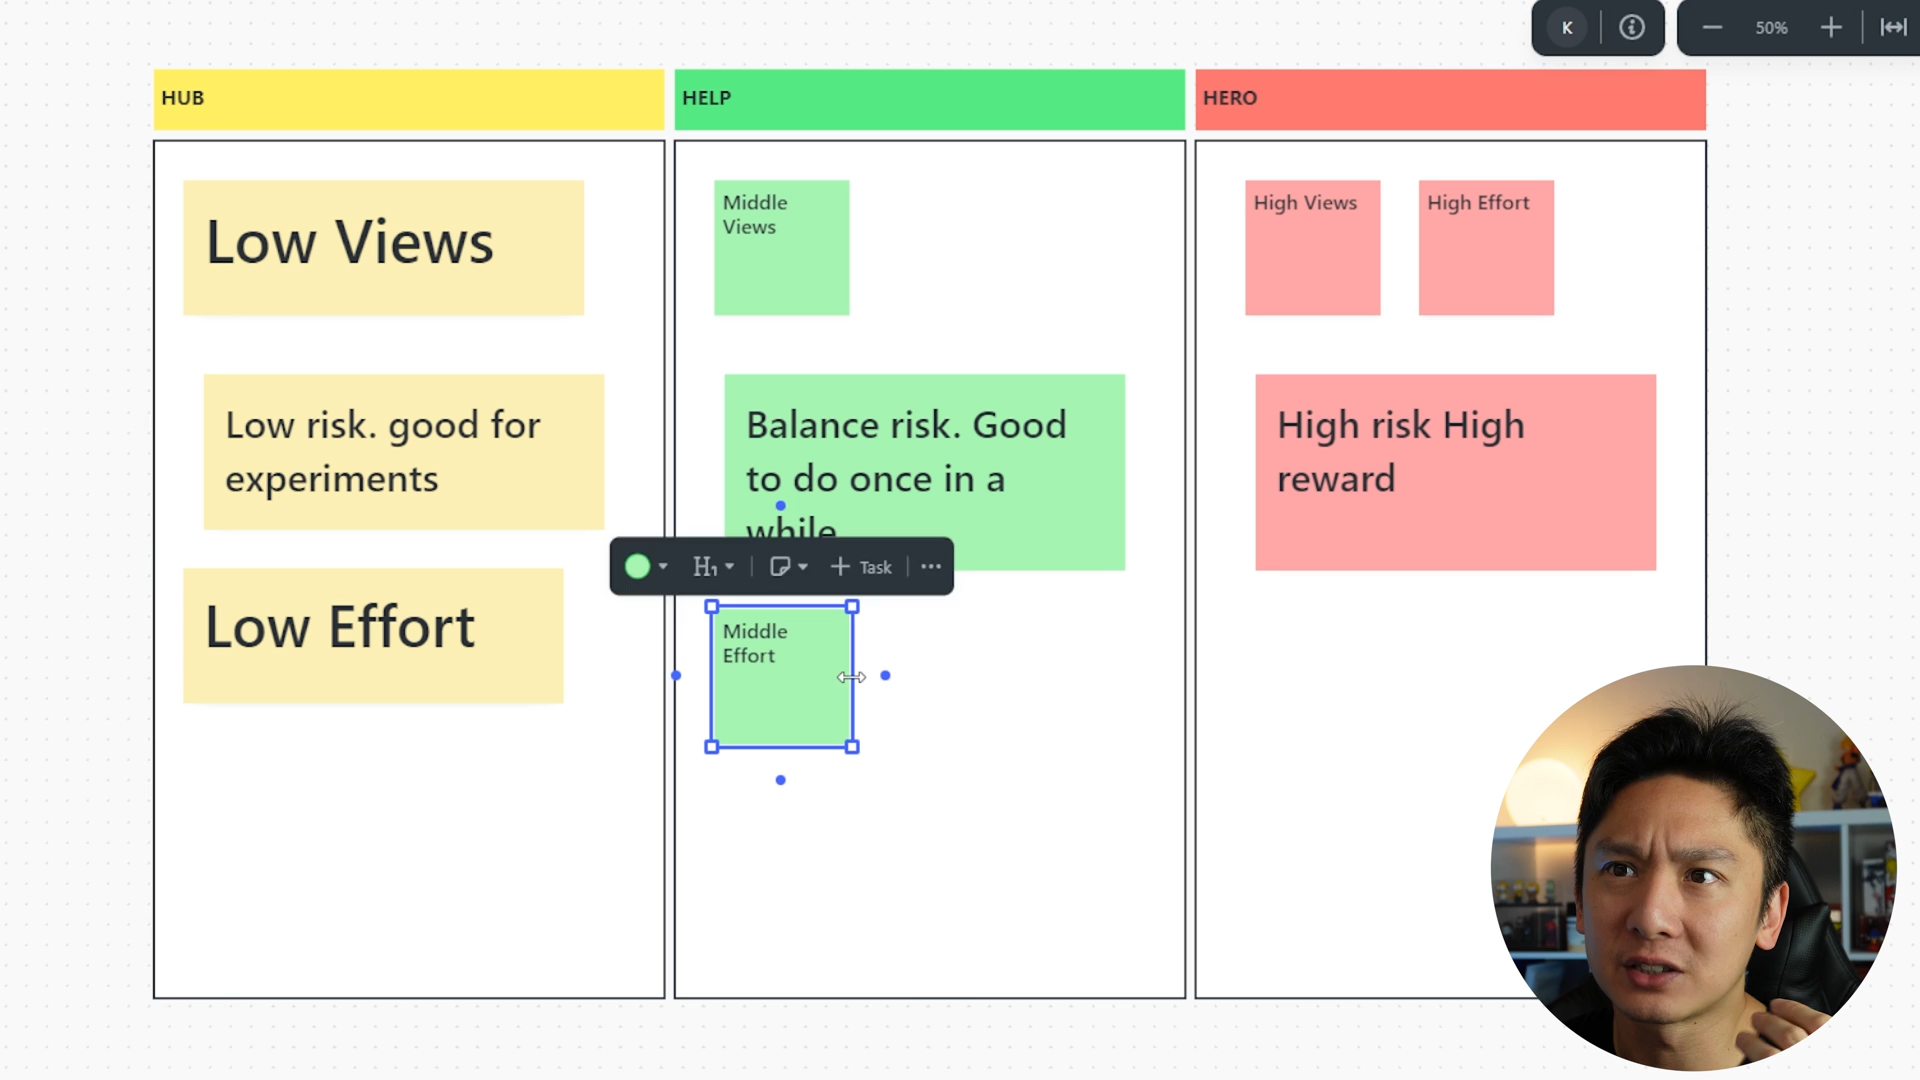 K
50%
HUB
HELP
HERO
Low Views
Middle
Views
High Views
High Effort
Low risk. good for
experiments
Balance risk. Good
to do once in a
while
High risk High
reward
H1
Task
Low Effort
Middle
Effort